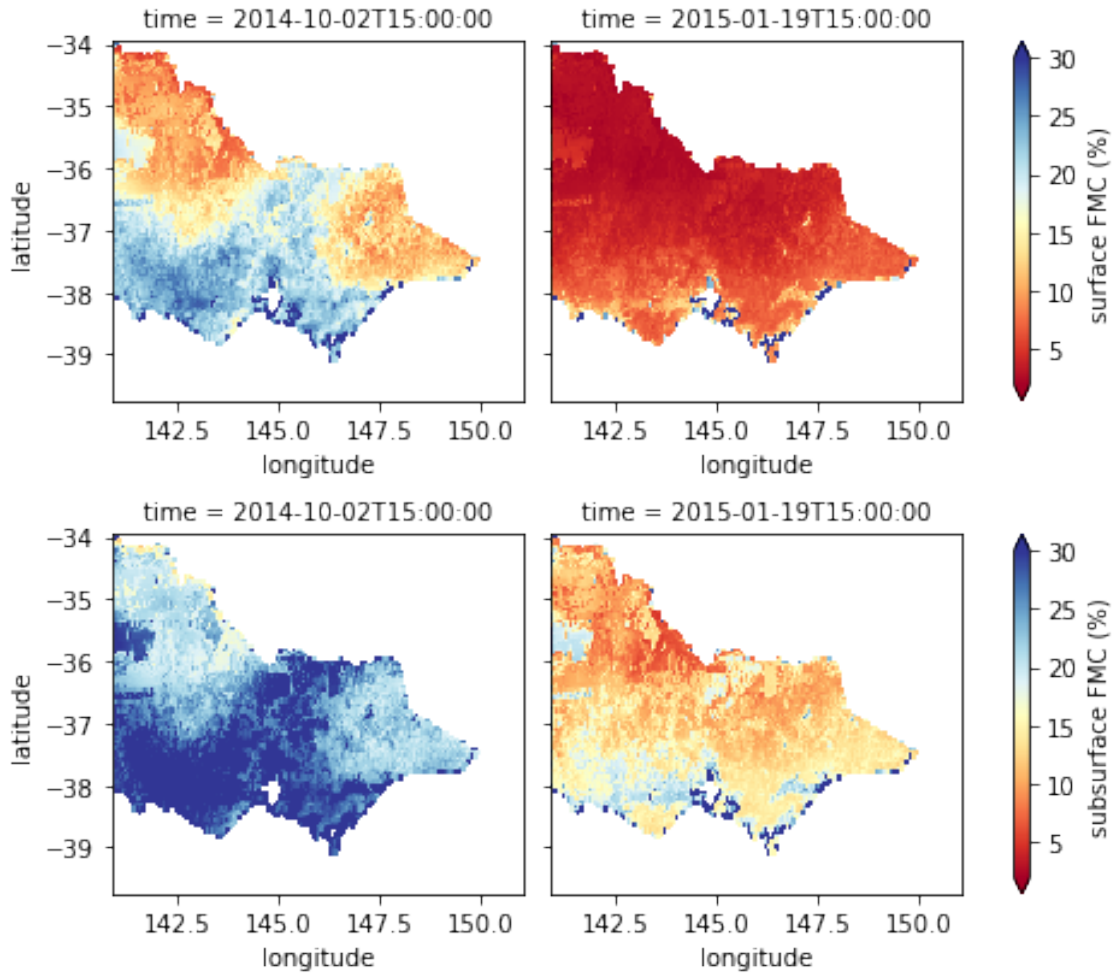 time = 2014-10-02T15:00:00
time = 2015-01-19T15:00:00
−34
−35
−36
−37
−38
−39
latitude
142.5 145.0 147.5 150.0
longitude
142.5 145.0 147.5 150.0
longitude
30
25
20
15
10
5
surface FMC (%)
time = 2014-10-02T15:00:00
time = 2015-01-19T15:00:00
−34
−35
−36
−37
−38
−39
latitude
142.5 145.0 147.5 150.0
longitude
142.5 145.0 147.5 150.0
longitude
30
25
20
15
10
5
subsurface FMC (%)